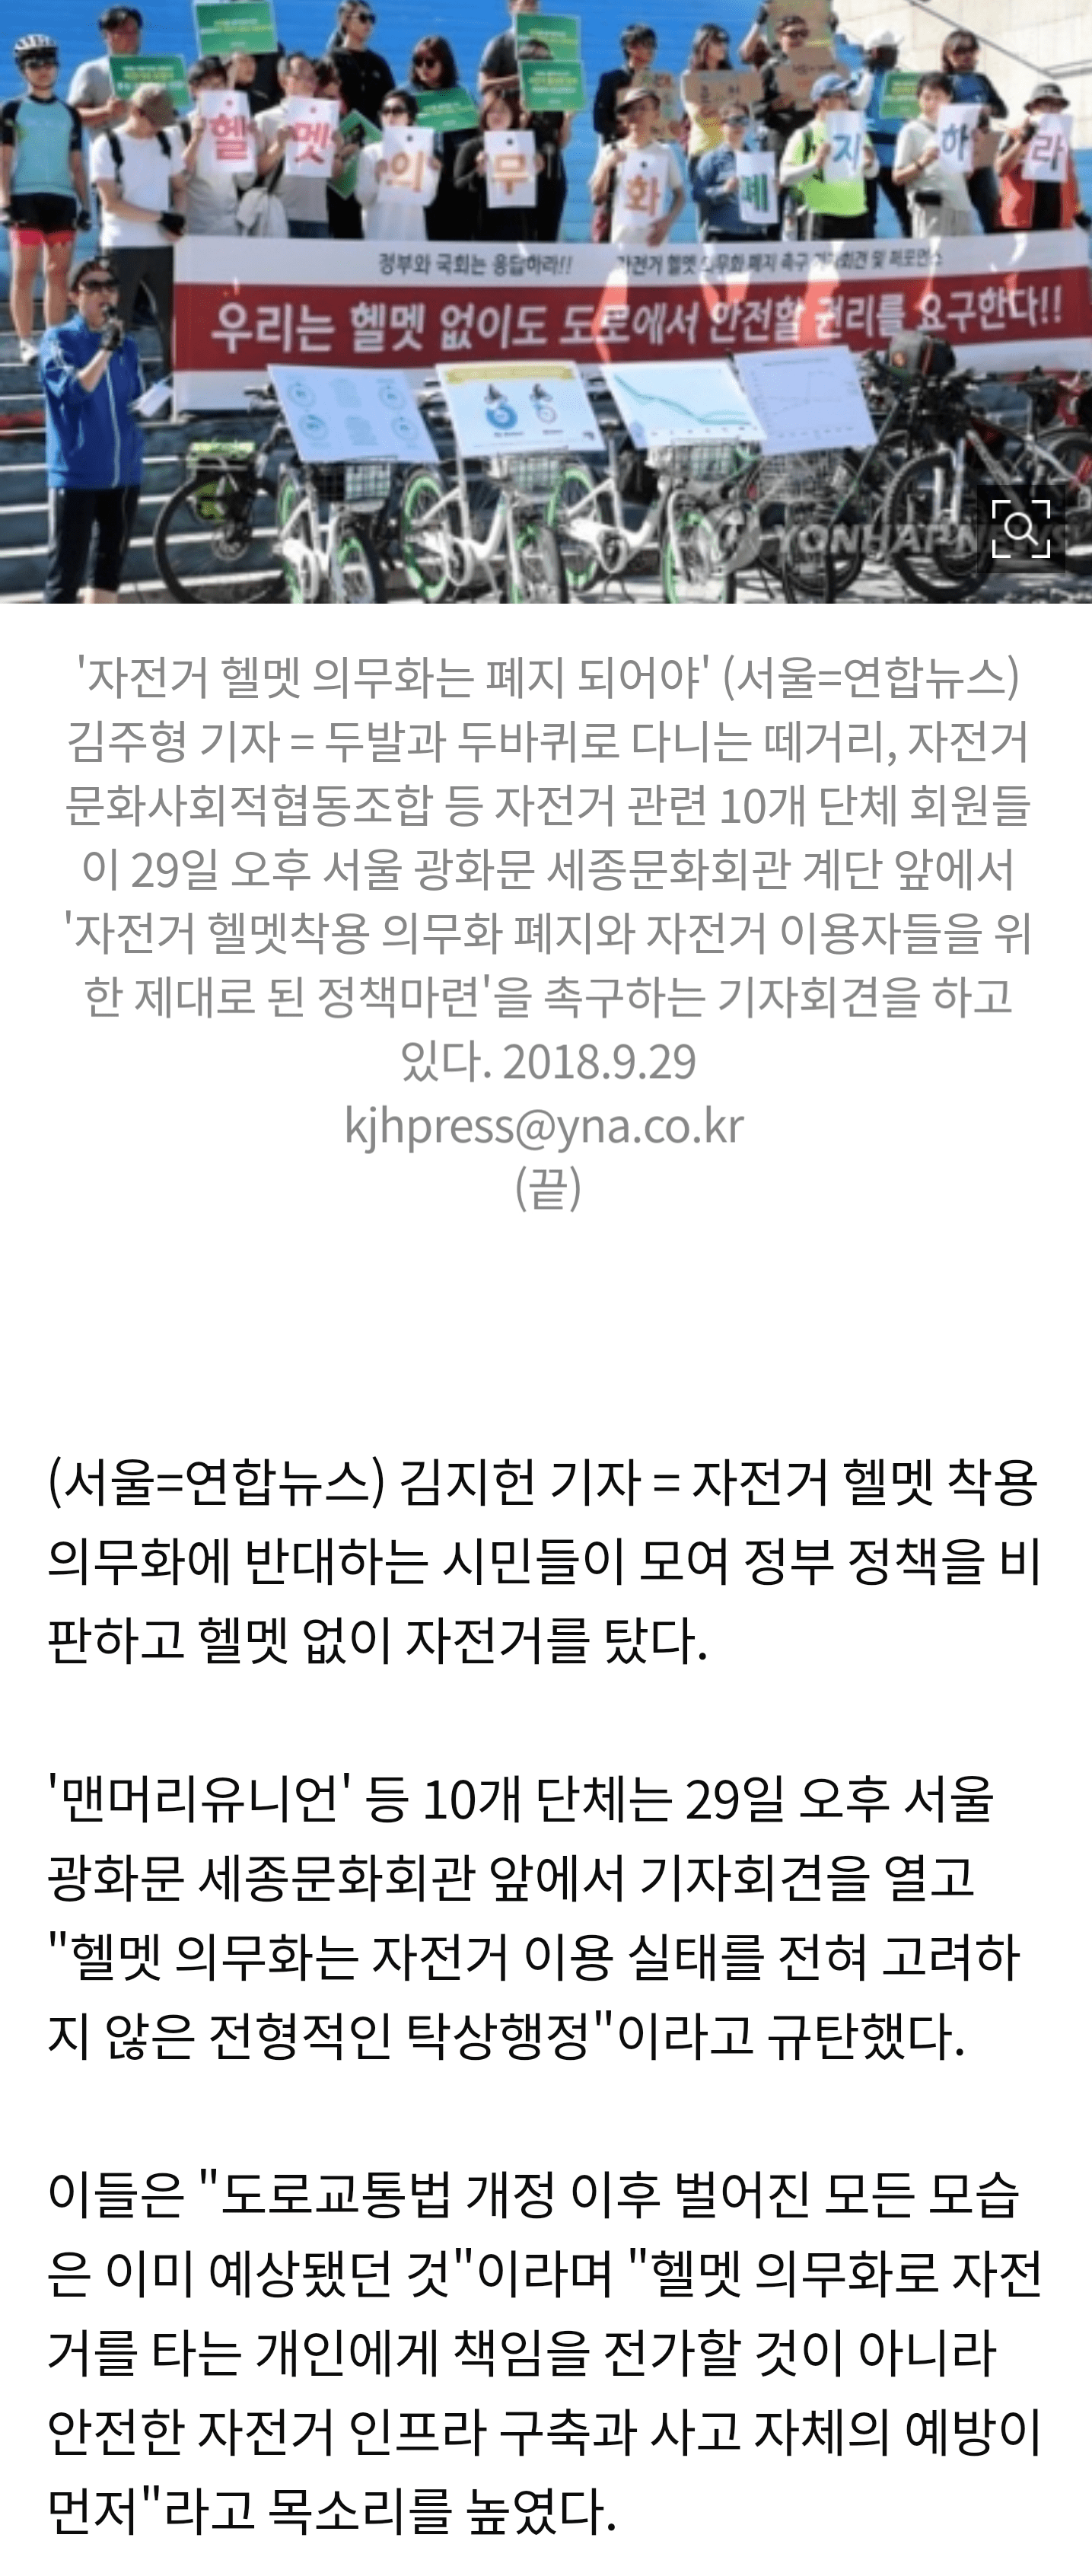 헬 멧 의 무 화 폐 지 하 라
정부와 국회는 응답하라!! 자전거 헬멧 의무화 폐지 촉구 기자회견 및 퍼포먼스
우리는 헬멧 없이도 도로에서 안전할 권리를 요구한다!!
YONHAP
'자전거 헬멧 의무화는 폐지 되어야' (서울=연합뉴스)
김주형 기자 = 두발과 두바퀴로 다니는 떼거리, 자전거
문화사회적협동조합 등 자전거 관련 10개 단체 회원들
이 29일 오후 서울 광화문 세종문화회관 계단 앞에서
'자전거 헬멧착용 의무화 폐지와 자전거 이용자들을 위
한 제대로 된 정책마련'을 촉구하는 기자회견을 하고
있다. 2018.9.29
kjhpress@yna.co.kr
(끝)
(서울=연합뉴스) 김지헌 기자 = 자전거 헬멧 착용
의무화에 반대하는 시민들이 모여 정부 정책을 비
판하고 헬멧 없이 자전거를 탔다.
'맨머리유니언' 등 10개 단체는 29일 오후 서울
광화문 세종문화회관 앞에서 기자회견을 열고
"헬멧 의무화는 자전거 이용 실태를 전혀 고려하
지 않은 전형적인 탁상행정"이라고 규탄했다.
이들은 "도로교통법 개정 이후 벌어진 모든 모습
은 이미 예상됐던 것"이라며 "헬멧 의무화로 자전
거를 타는 개인에게 책임을 전가할 것이 아니라
안전한 자전거 인프라 구축과 사고 자체의 예방이
먼저"라고 목소리를 높였다.